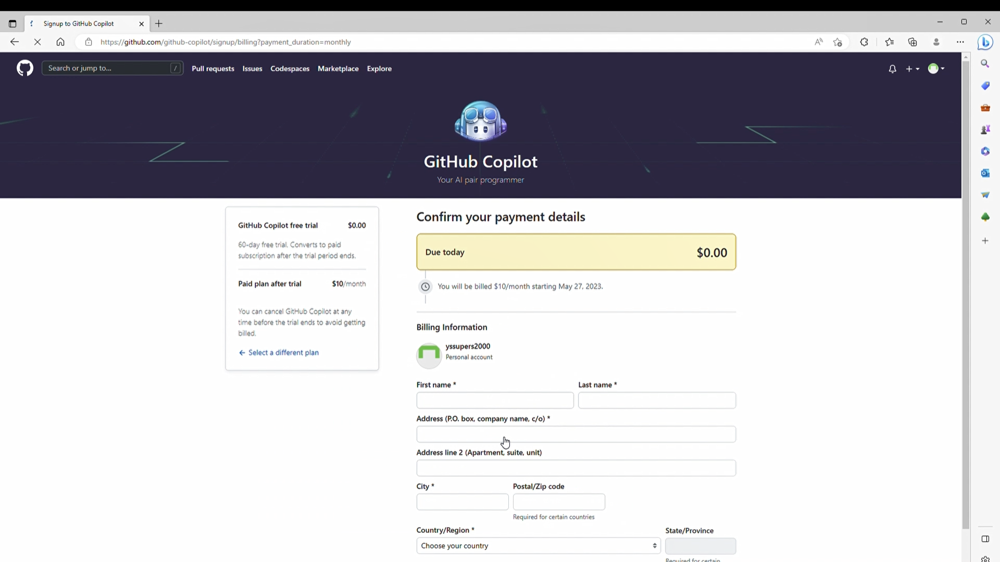 Signup to GitHub Copilot
https://github.com/github-copilot/signup/billing?payment_duration=monthly
Search or jump to... /
Pull requests Issues Codespaces Marketplace Explore
GitHub Copilot
Your AI pair programmer
GitHub Copilot free trial $0.00
60-day free trial. Converts to paid
subscription after the trial period ends.
Paid plan after trial $10/month
You can cancel GitHub Copilot at any
time before the trial ends to avoid getting
billed.
← Select a different plan
Confirm your payment details
Due today $0.00
You will be billed $10/month starting May 27, 2023.
Billing Information
yssupers2000
Personal account
First name * Last name *
Address (P.O. box, company name, c/o) *
Address line 2 (Apartment, suite, unit)
City * Postal/Zip code
Required for certain countries
Country/Region * State/Province
Choose your country
Required for certain